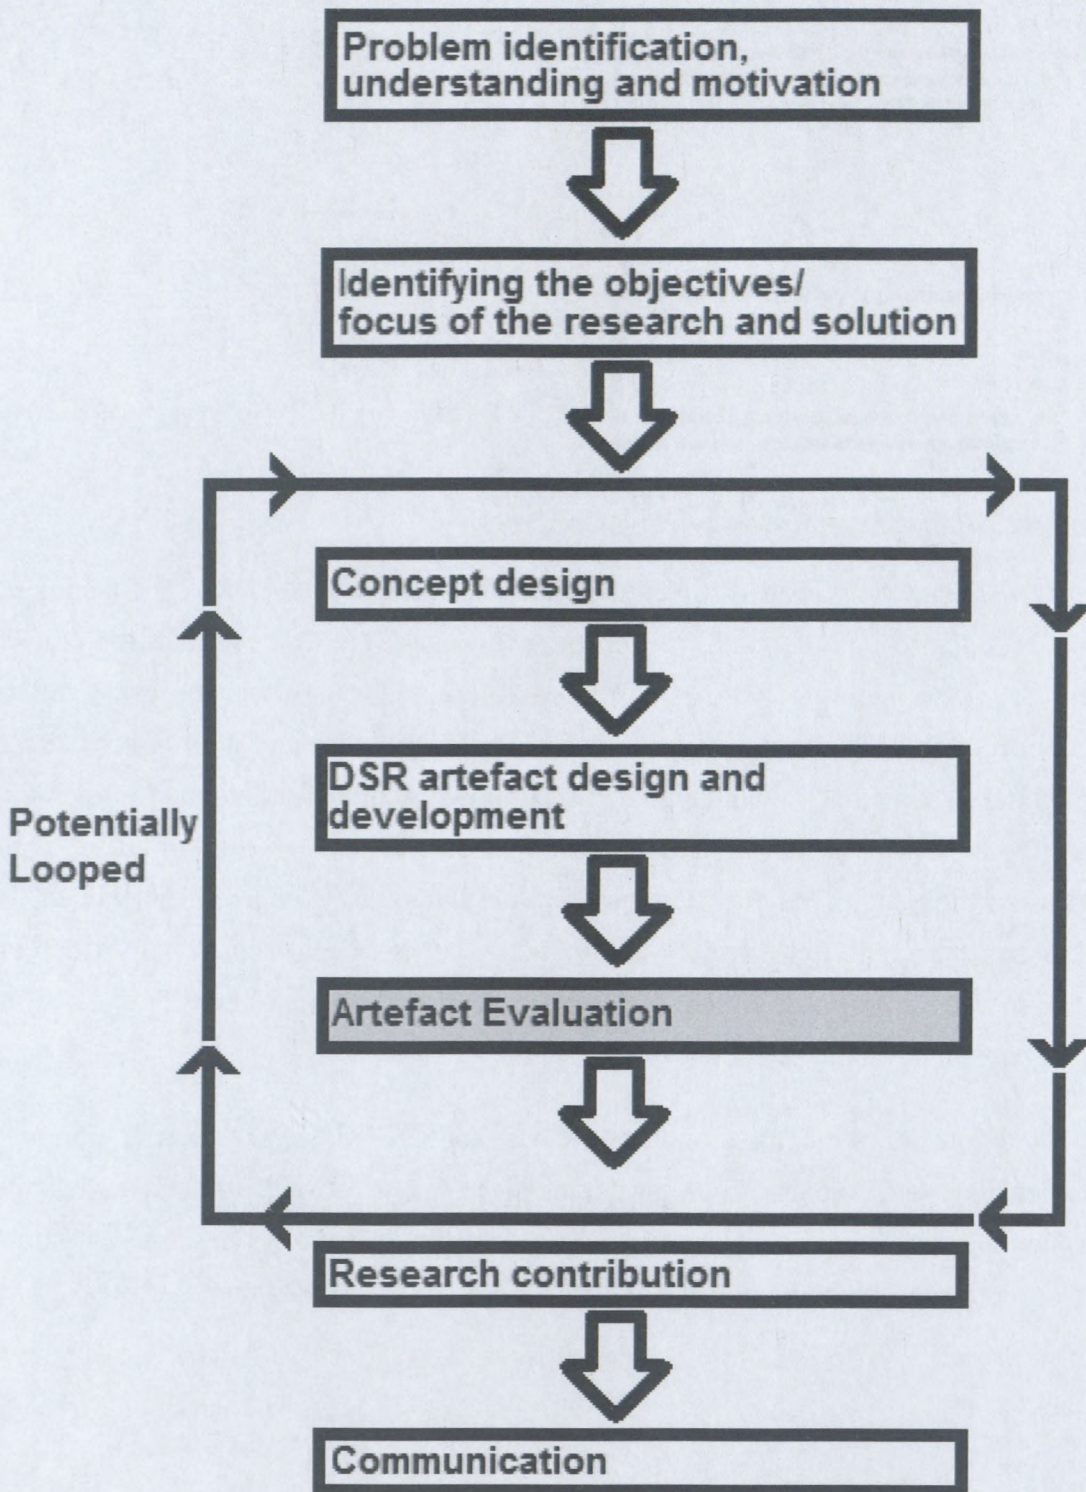 Problem identification,
understanding and motivation
Identifying the objectives/
focus of the research and solution
Concept design
DSR artefact design and
development
Potentially
Looped
Artefact Evaluation
Research contribution
Communication